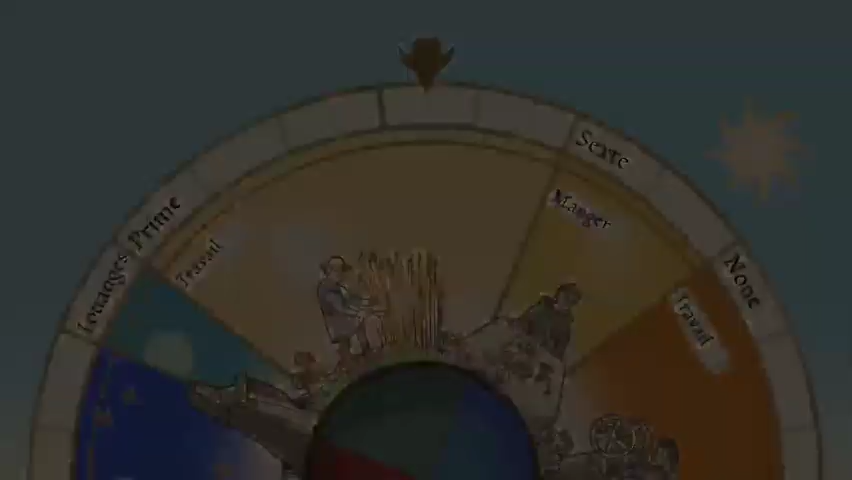 Louanges
Prime
Travail
Sexte
Manger
None
Travail